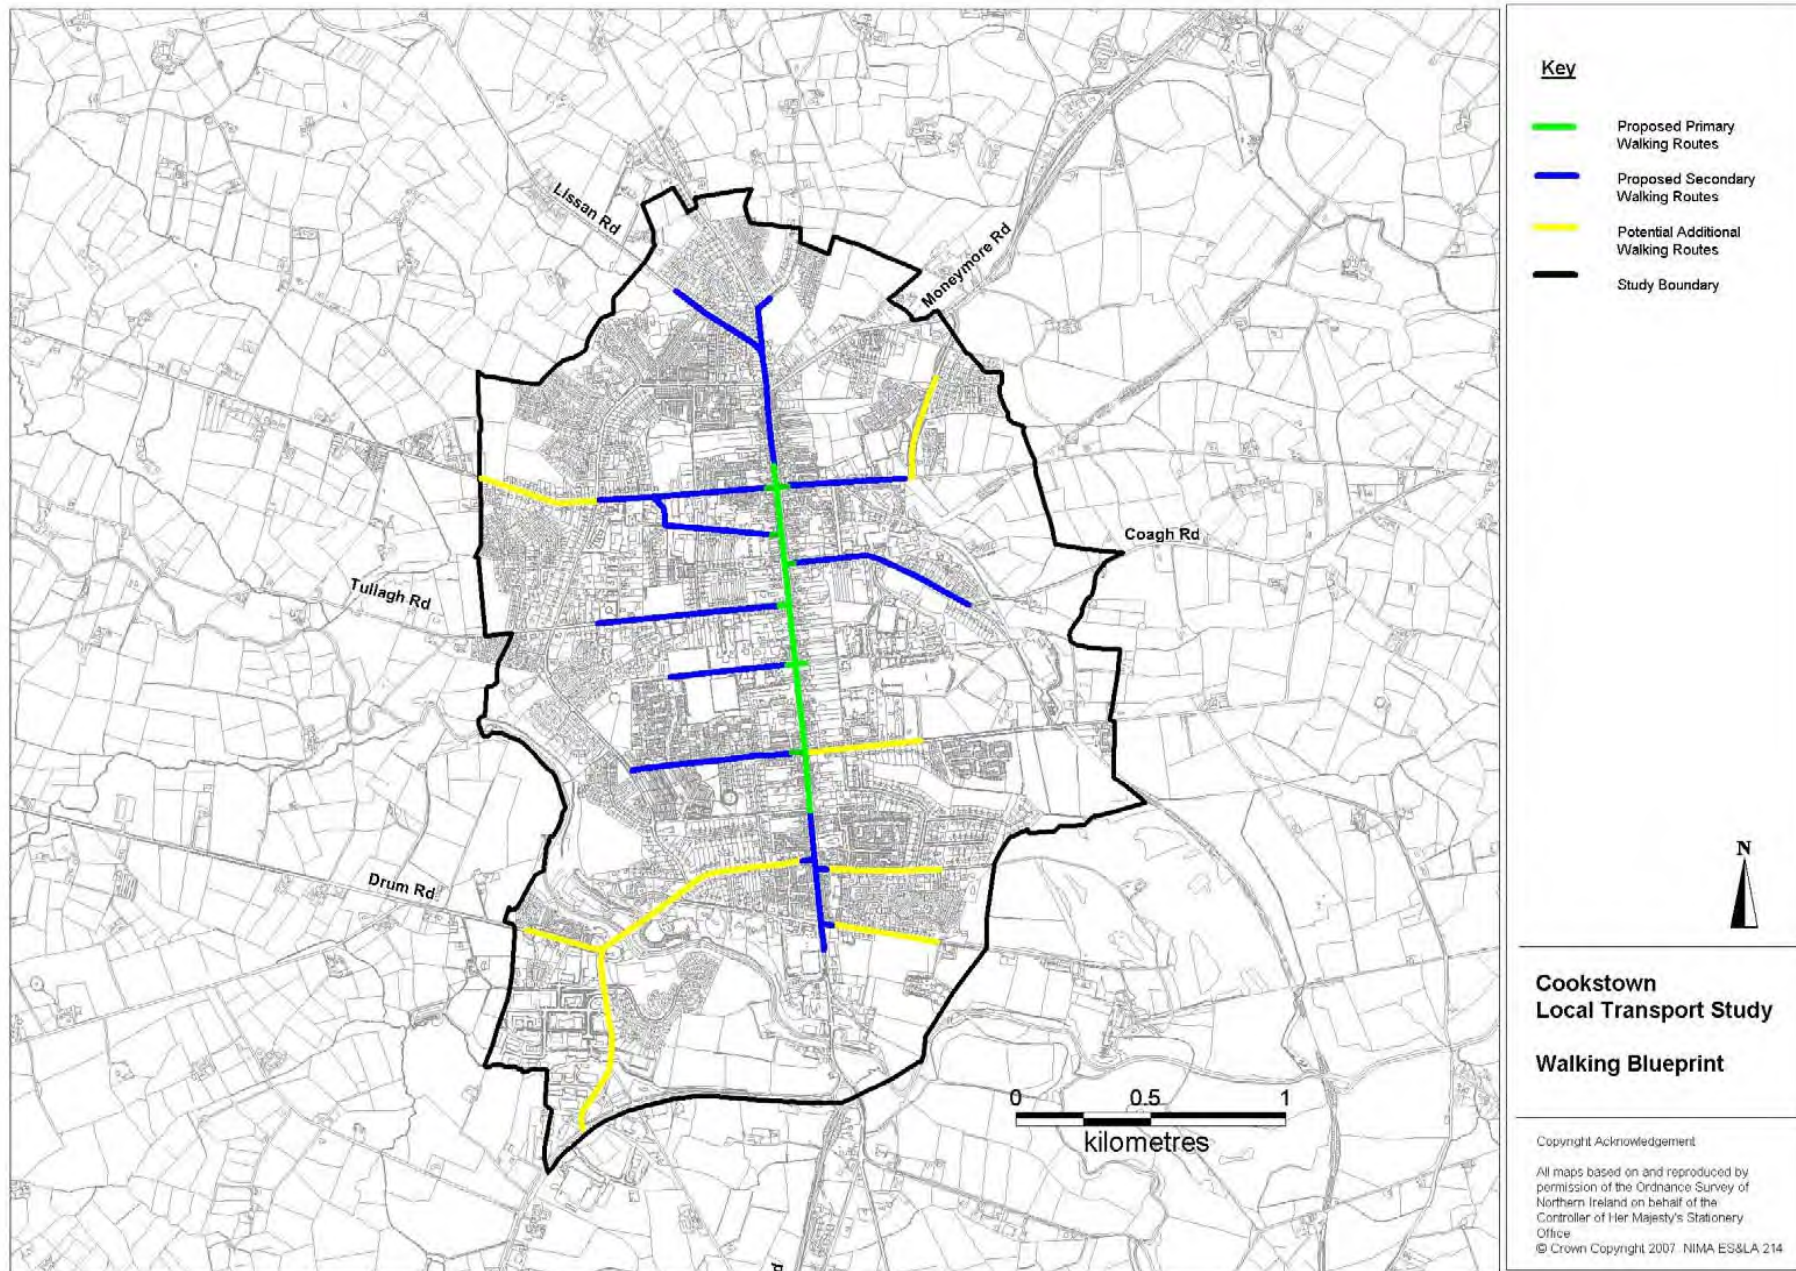 Lissan Rd
Moneymore Rd
Coagh Rd
Tullagh Rd
Drum Rd
0 0.5 1
kilometres
Key
Proposed Primary
Walking Routes
Proposed Secondary
Walking Routes
Potential Additional
Walking Routes
Study Boundary
N
Cookstown
Local Transport Study
Walking Blueprint
Copyright Acknowledgement
All maps based on and reproduced by
permission of the Ordnance Survey of
Northern Ireland on behalf of the
Controller of Her Majesty's Stationery
Office
© Crown Copyright 2007 NIMA ES&LA 214